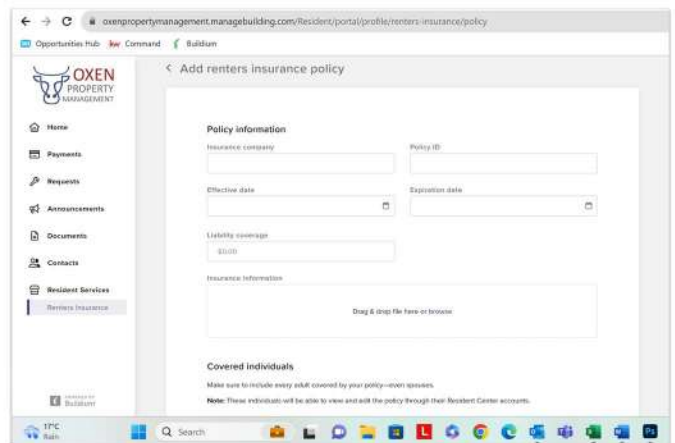 oxenpropertymanagement.managebuilding.com/Resident/portal/profile/renters-insurance/policy
Opportunities Hub kw Command Buildium
OXEN
PROPERTY
MANAGEMENT
Add renters insurance policy
Home
Payments
Requests
Announcements
Documents
Contacts
Resident Services
Renters Insurance
POWERED BY
Buildium
Policy information
Insurance company Policy ID
Effective date Expiration date
Liability coverage
$0.00
Insurance Information
Drag & drop file here or browse
Covered individuals
Make sure to include every adult covered by your policy—even spouses.
Note: These individuals will be able to view and edit the policy through their Resident Center accounts.
17°C
Rain
Search
L
Ps